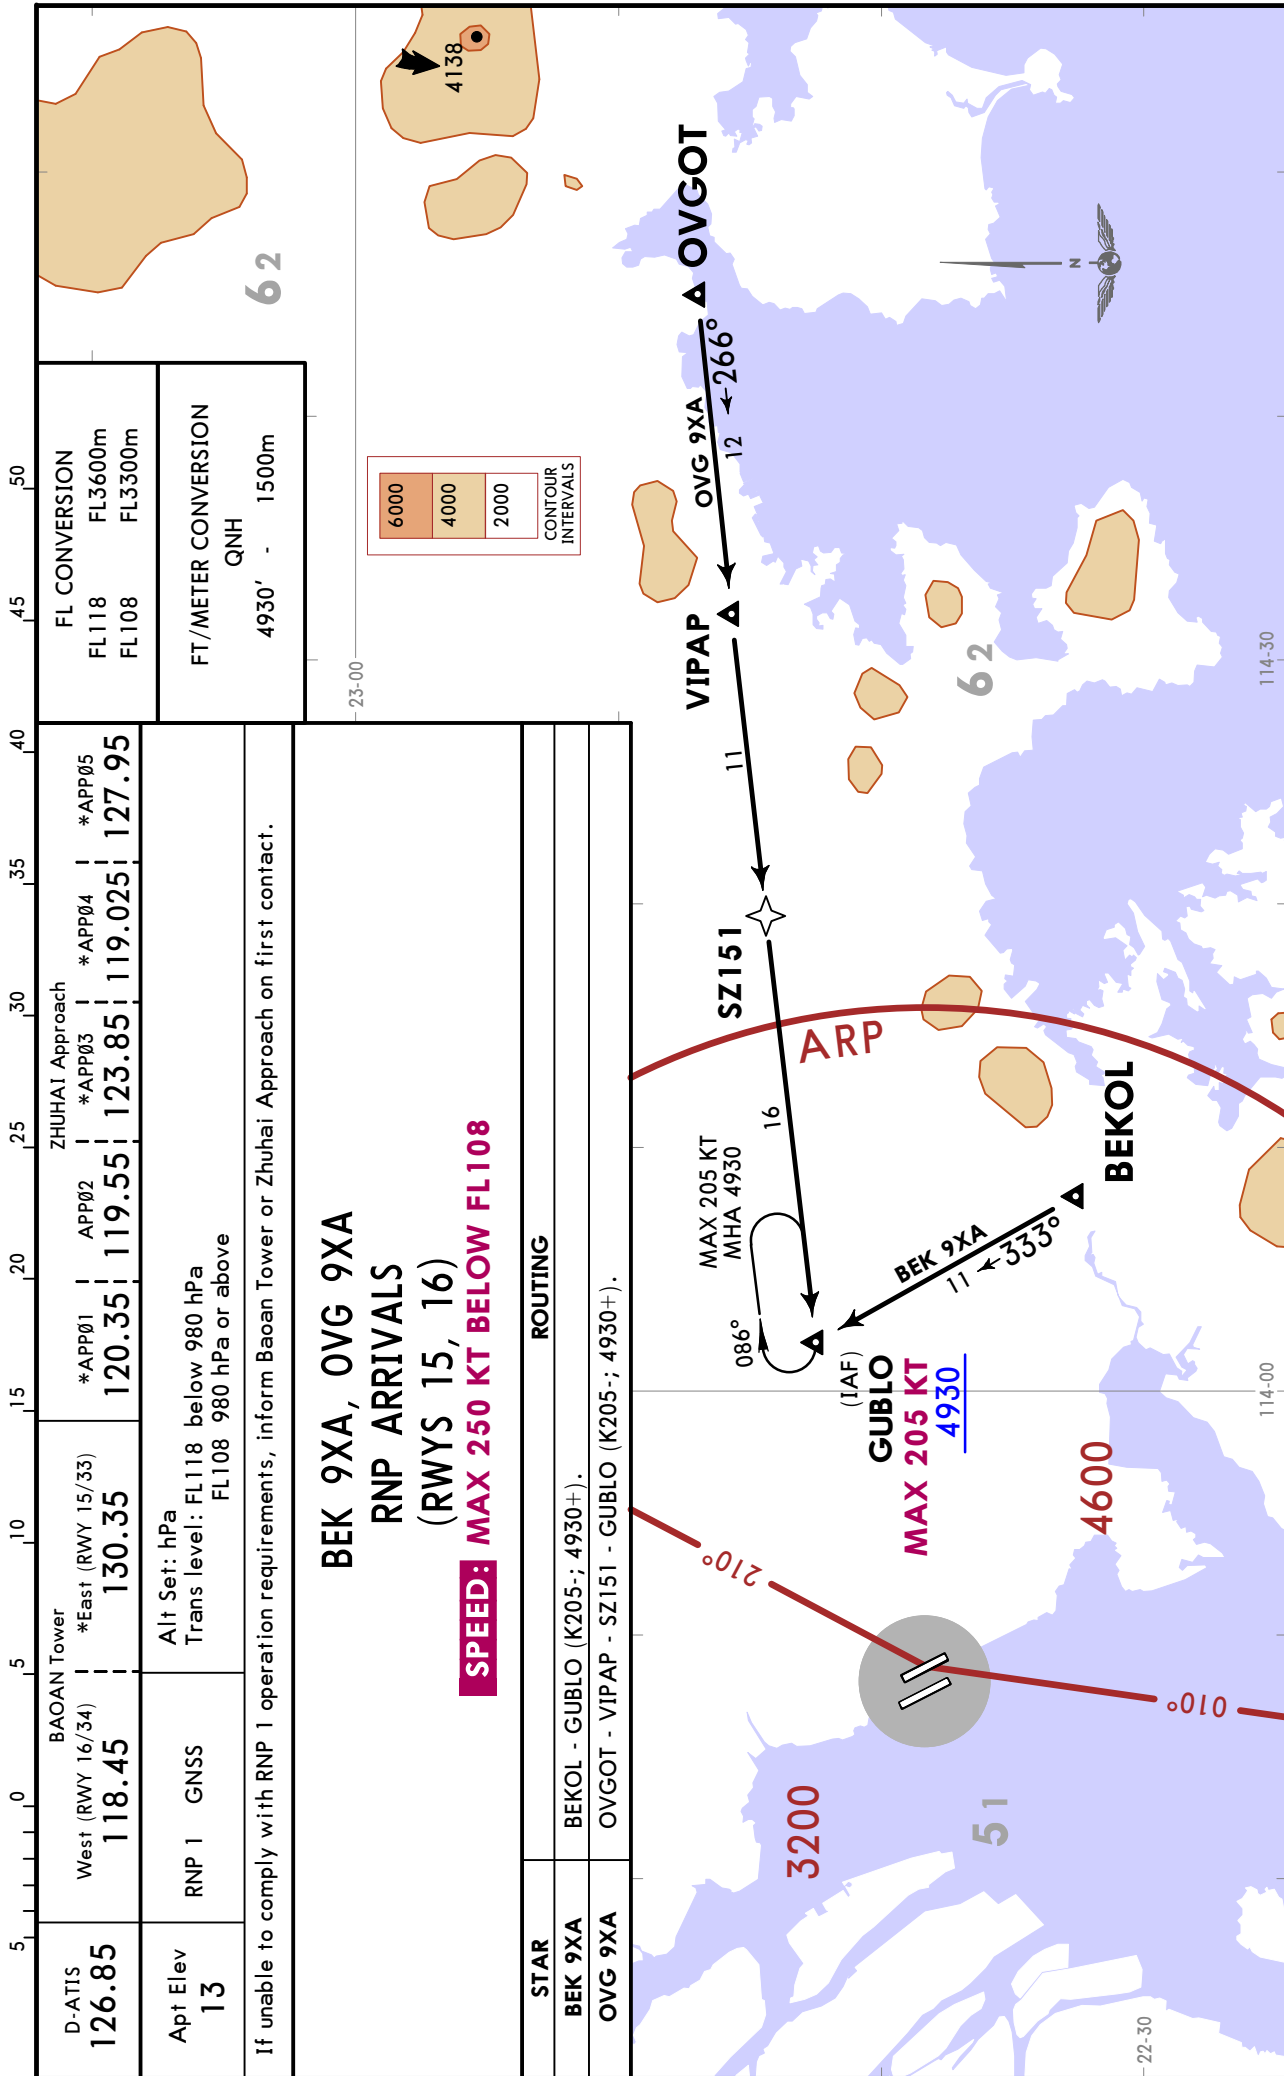 5 0 5 10 15 20 25 30 35 40 45 50
D-ATIS
126.85
BAOAN Tower
West (RWY 16/34)
118.45
*East (RWY 15/33)
130.35
ZHUHAI Approach
*APPØ1
120.35
APPØ2
119.55
*APPØ3
123.85
*APPØ4
119.025
*APPØ5
127.95
Apt Elev
13
RNP 1 GNSS
Alt Set: hPa
Trans level: FL118 below 980 hPa
FL108 980 hPa or above
If unable to comply with RNP 1 operation requirements, inform Baoan Tower or Zhuhai Approach on first contact.
FL CONVERSION
FL118 FL3600m
FL108 FL3300m
FT/METER CONVERSION
QNH
4930' - 1500m
BEK 9XA, OVG 9XA
RNP ARRIVALS
(RWYS 15, 16)
SPEED: MAX 250 KT BELOW FL108
STAR ROUTING
BEK 9XA BEKOL - GUBLO (K205-; 4930+).
OVG 9XA OVGOT - VIPAP - SZ151 - GUBLO (K205-; 4930+).
23-00
6000
4000
2000
CONTOUR
INTERVALS
62
4138
OVGOT
266°
OVG 9XA
12
VIPAP
11
SZ151
16
ARP
MAX 205 KT
MHA 4930
086°
(IAF)
GUBLO
MAX 205 KT
4930
BEK 9XA
11
333°
BEKOL
62
N
210°
010°
3200
4600
51
22-30
114-00
114-30